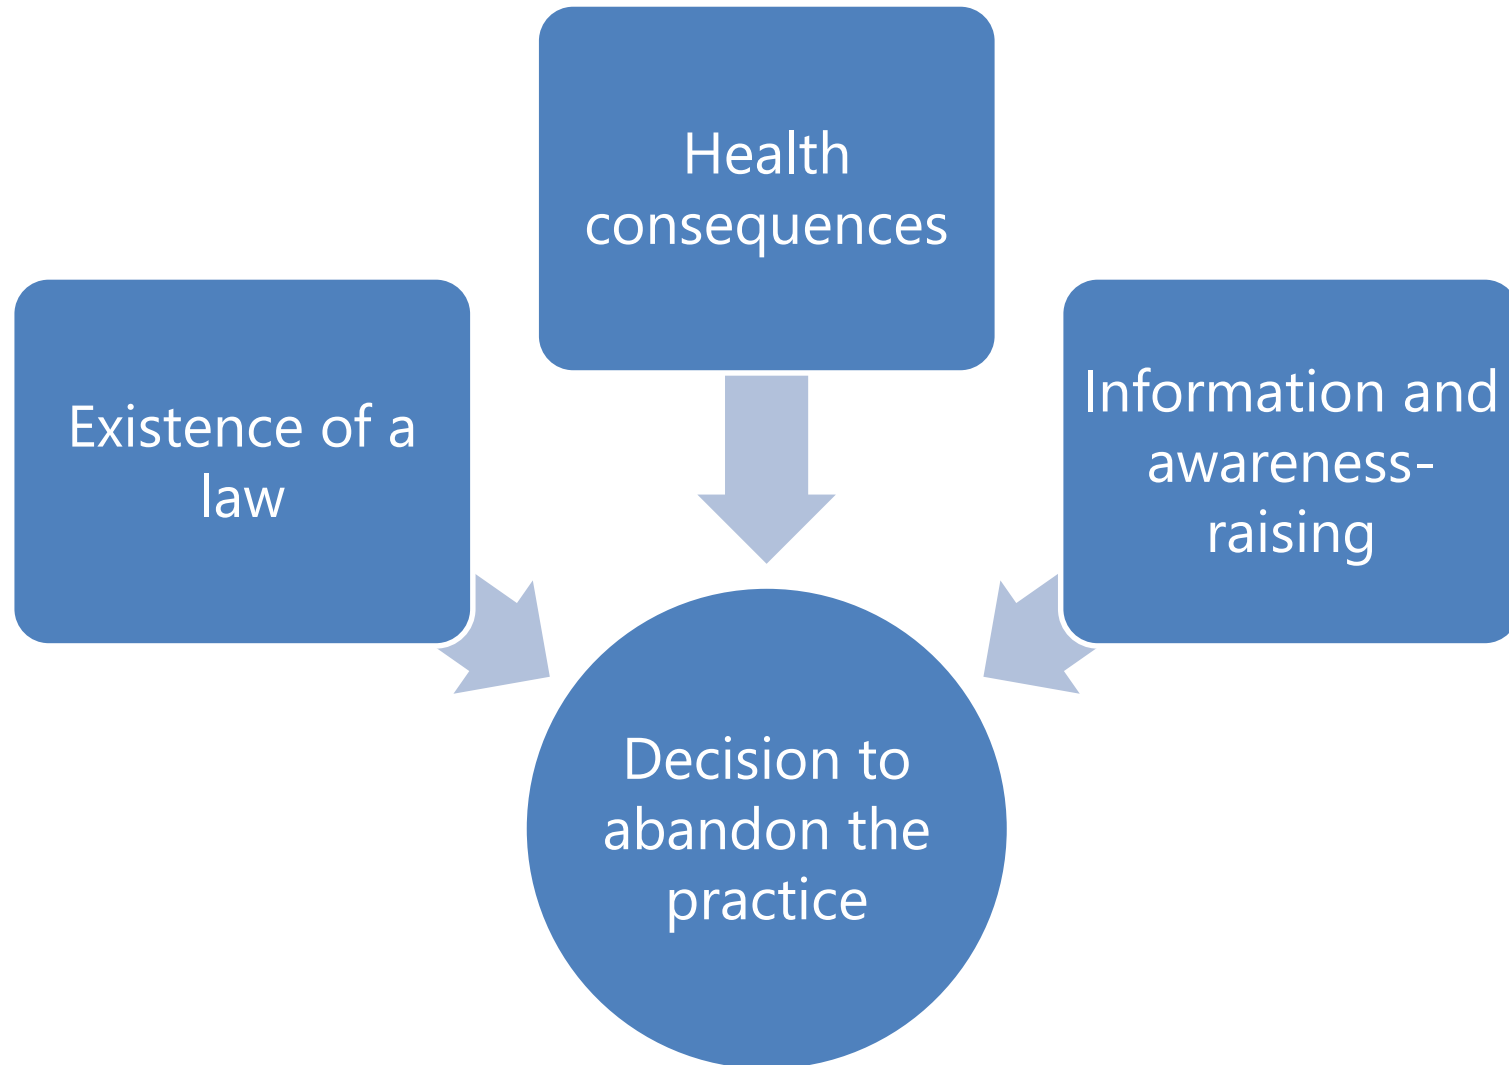 Health
consequences
Existence of a
law
Information and
awareness-
raising
Decision to
abandon the
practice